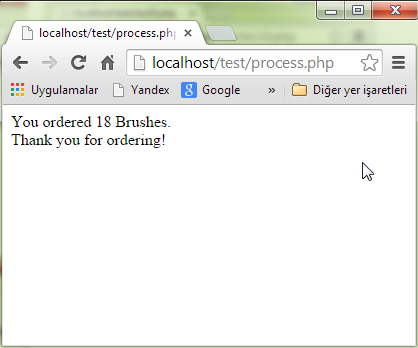 localhost/test/process.php
localhost/test/process.php
Uygulamalar Yandex Google » Diğer yer işaretleri
You ordered 18 Brushes.
Thank you for ordering!